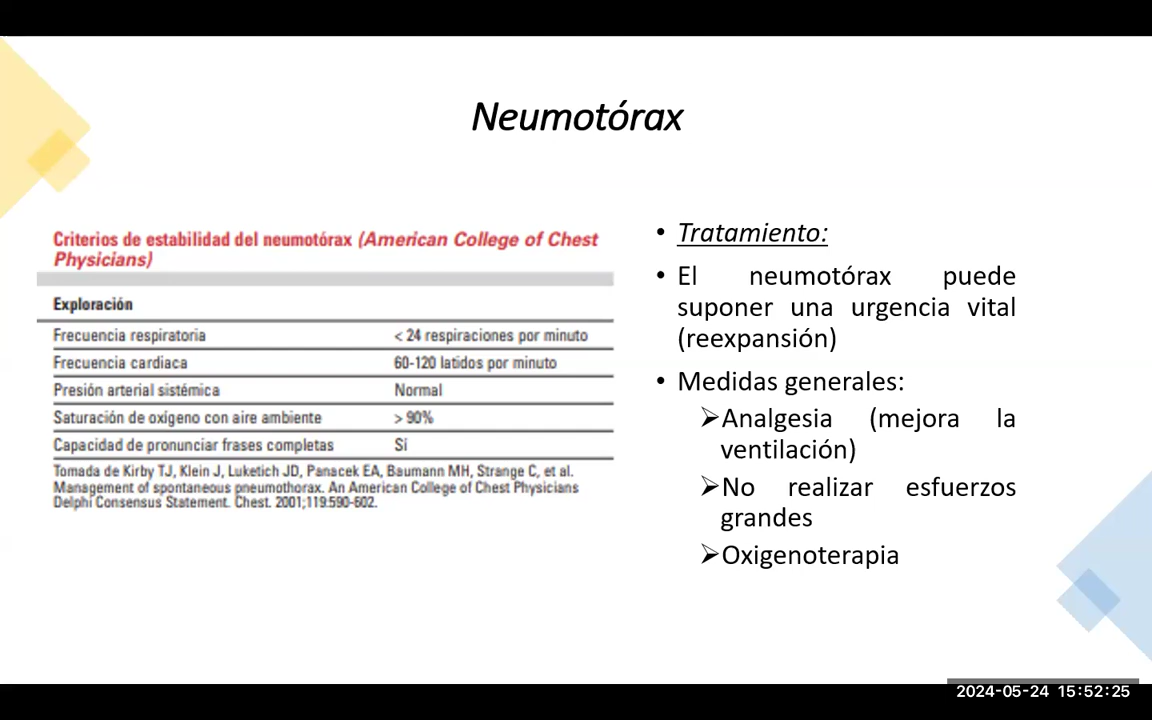 Neumotórax
Criterios de estabilidad del neumotórax (American College of Chest
Physicians)
Exploración
Frecuencia respiratoria < 24 respiraciones por minuto
Frecuencia cardiaca 60-120 latidos por minuto
Presión arterial sistémica Normal
Saturación de oxígeno con aire ambiente > 90%
Capacidad de pronunciar frases completas Sí
Tomada de Kirby TJ, Klein J, Luketich JD, Panacek EA, Baumann MH, Strange C, et al.
Management of spontaneous pneumothorax. An American College of Chest Physicians
Delphi Consensus Statement. Chest. 2001;119:590-602.
• Tratamiento:
• El neumotórax puede
suponer una urgencia vital
(reexpansión)
• Medidas generales:
➢Analgesia (mejora la
ventilación)
➢No realizar esfuerzos
grandes
➢Oxigenoterapia
2024-05-24 15:52:25